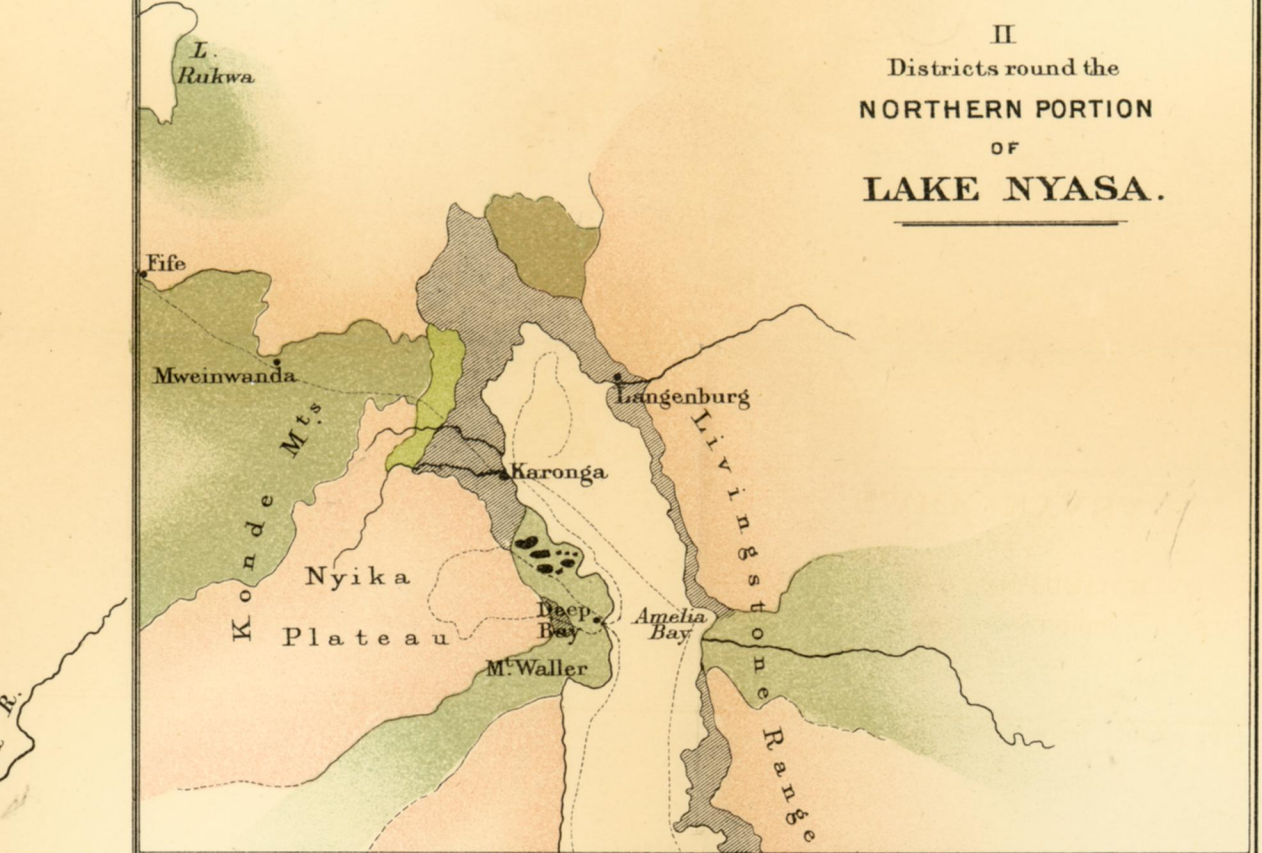 II
Districts round the
NORTHERN PORTION
OF
LAKE NYASA.
L.
Rukwa
Fife
Mweinwanda
Langenburg
Konde Mts.
Karonga
Livingstone Range
Nyika
Plateau
Deep
Bay
Amelia
Bay
Mt. Waller
R.